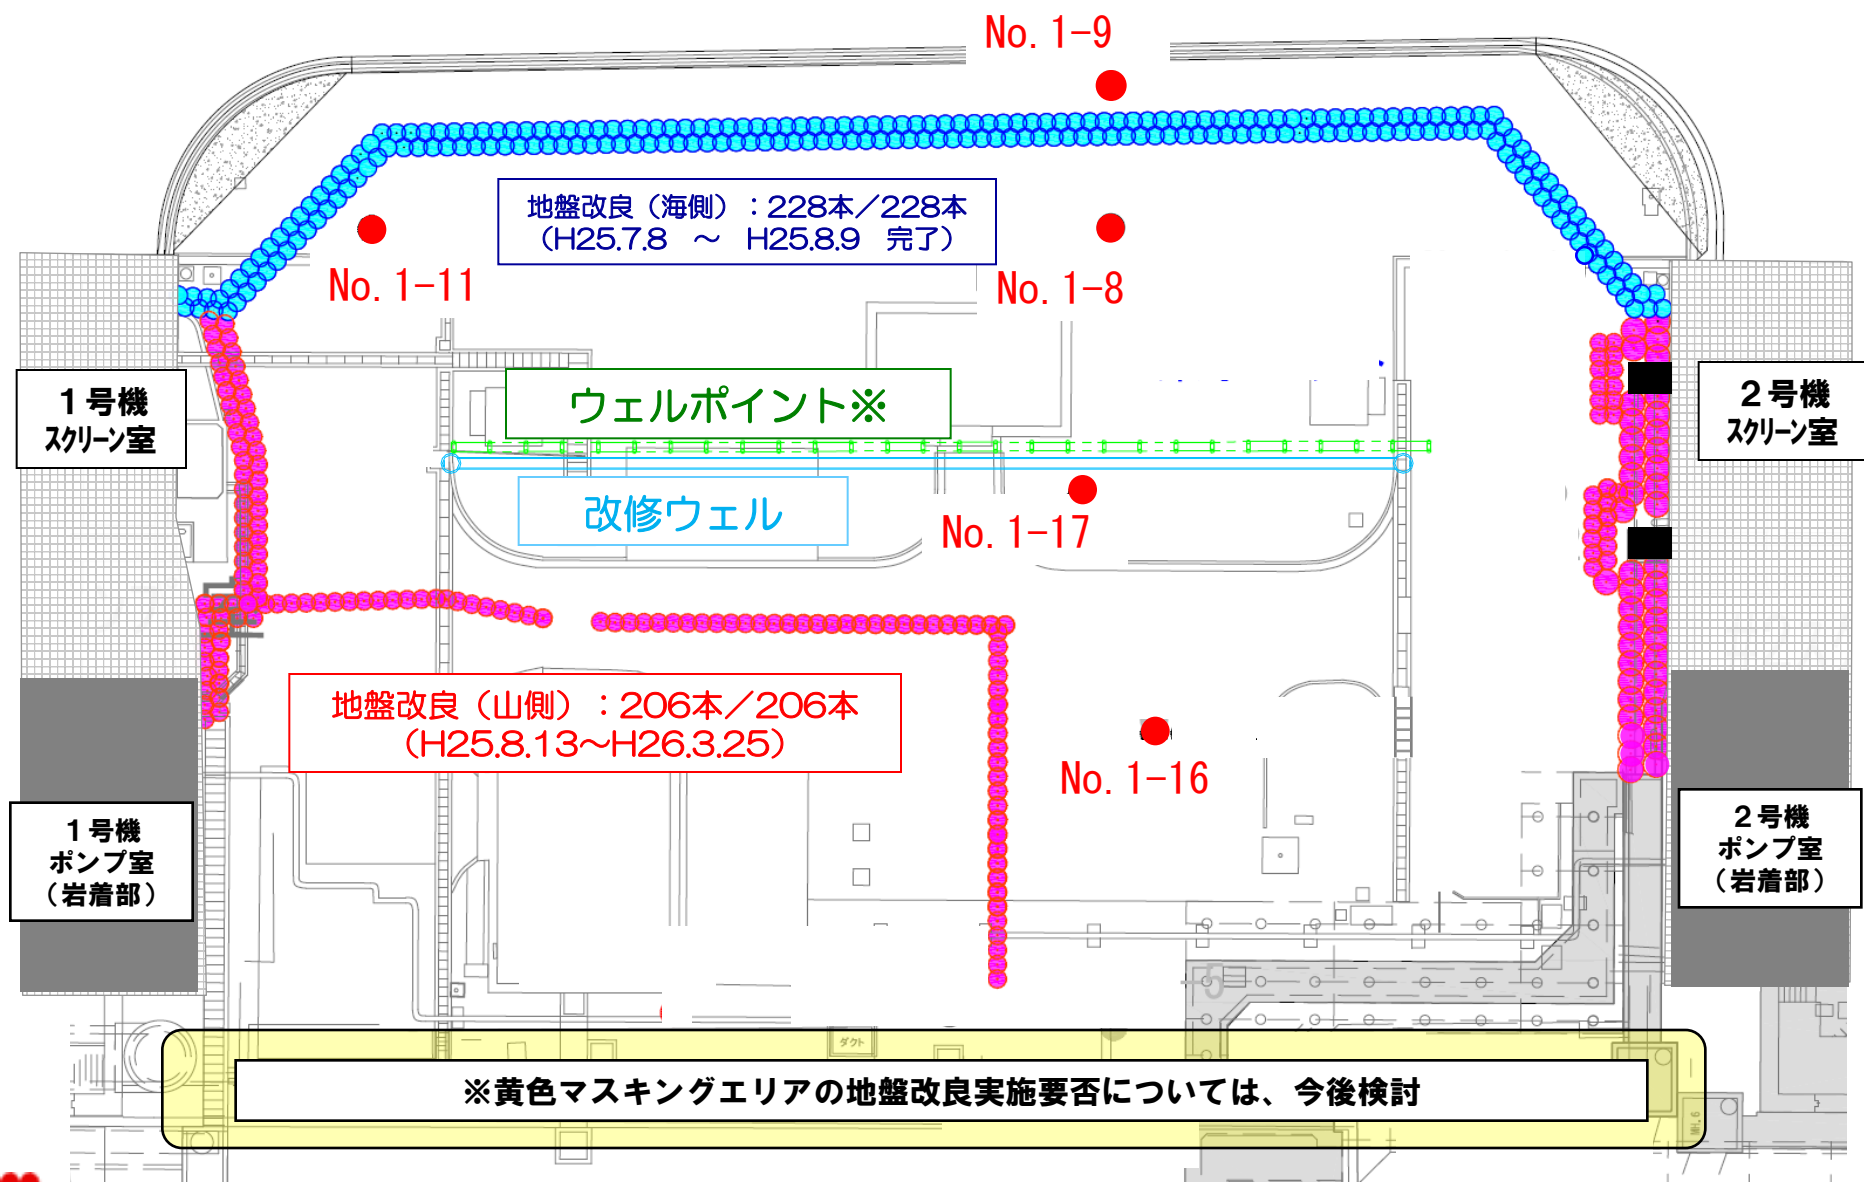 No. 1-9
地盤改良（海側）：228本／228本
（H25.7.8　～　H25.8.9　完了）
No. 1-11
No. 1-8
1号機
スクリーン室
ウェルポイント※
2号機
スクリーン室
改修ウェル
No. 1-17
地盤改良（山側）：206本／206本
（H25.8.13～H26.3.25）
No. 1-16
1号機
ポンプ室
（岩着部）
2号機
ポンプ室
（岩着部）
ダクト
※黄色マスキングエリアの地盤改良実施要否については、今後検討